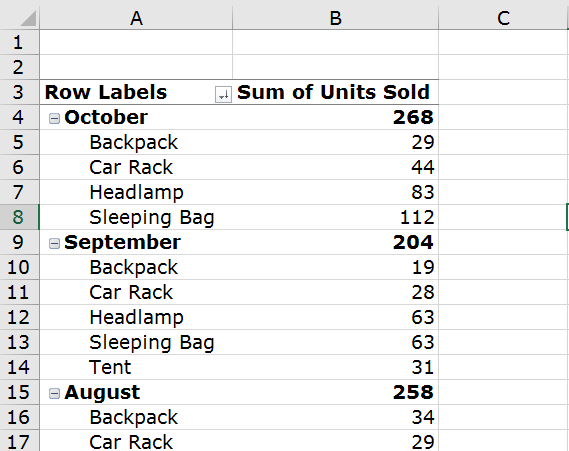 A B C
1
2
3 Row Labels Sum of Units Sold
4 October 268
5 Backpack 29
6 Car Rack 44
7 Headlamp 83
8 Sleeping Bag 112
9 September 204
10 Backpack 19
11 Car Rack 28
12 Headlamp 63
13 Sleeping Bag 63
14 Tent 31
15 August 258
16 Backpack 34
17 Car Rack 29